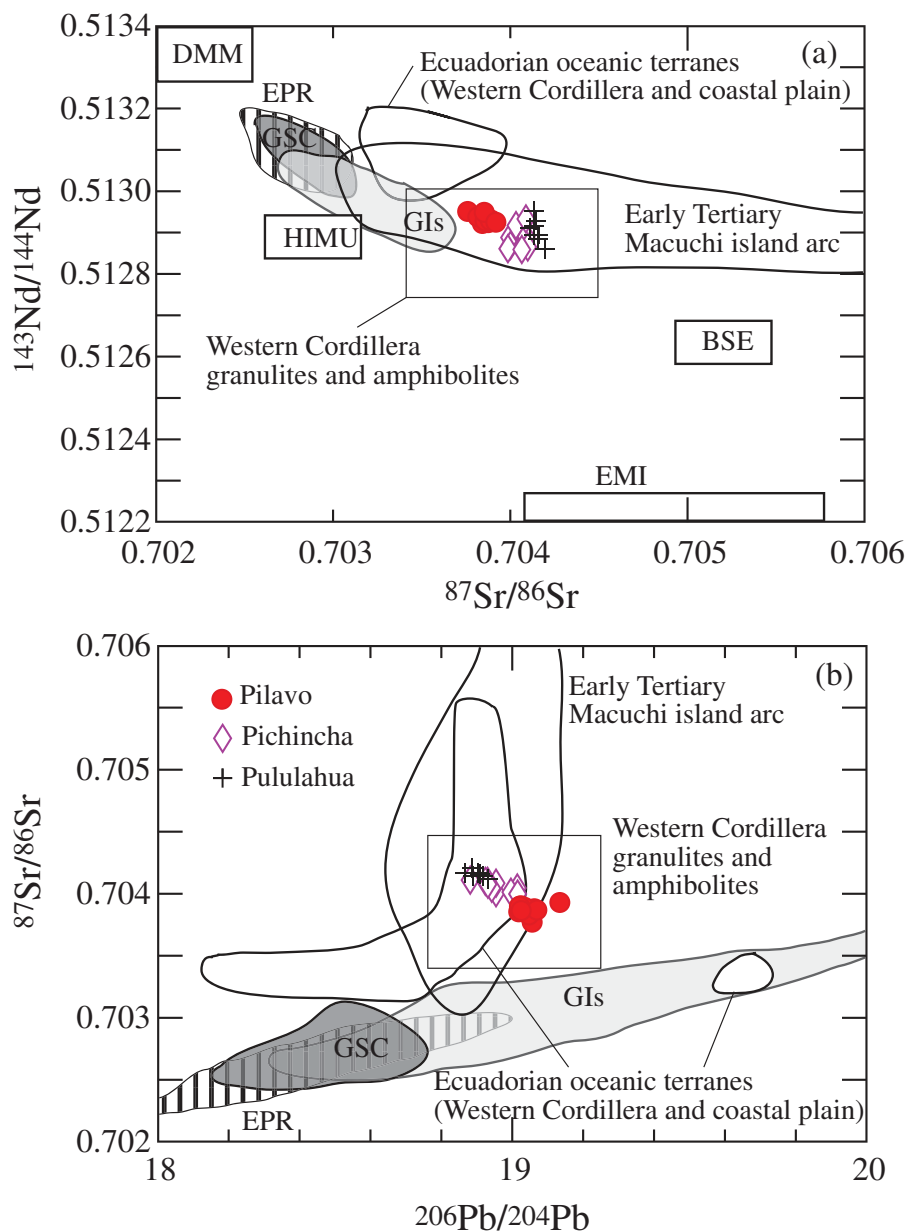 (a)
0.5134
0.5132
0.5130
0.5128
0.5126
0.5124
0.5122
143Nd/144Nd
DMM
EPR
GSC
Ecuadorian oceanic terranes
(Western Cordillera and coastal plain)
HIMU
GIs
Early Tertiary
Macuchi island arc
Western Cordillera
granulites and amphibolites
BSE
EMI
0.702 0.703 0.704 0.705 0.706
87Sr/86Sr
(b)
0.706
0.705
0.704
0.703
0.702
87Sr/86Sr
Pilavo
Pichincha
Pululahua
Early Tertiary
Macuchi island arc
Western Cordillera
granulites and
amphibolites
GIs
GSC
EPR
Ecuadorian oceanic terranes
(Western Cordillera and coastal plain)
18 19 20
206Pb/204Pb